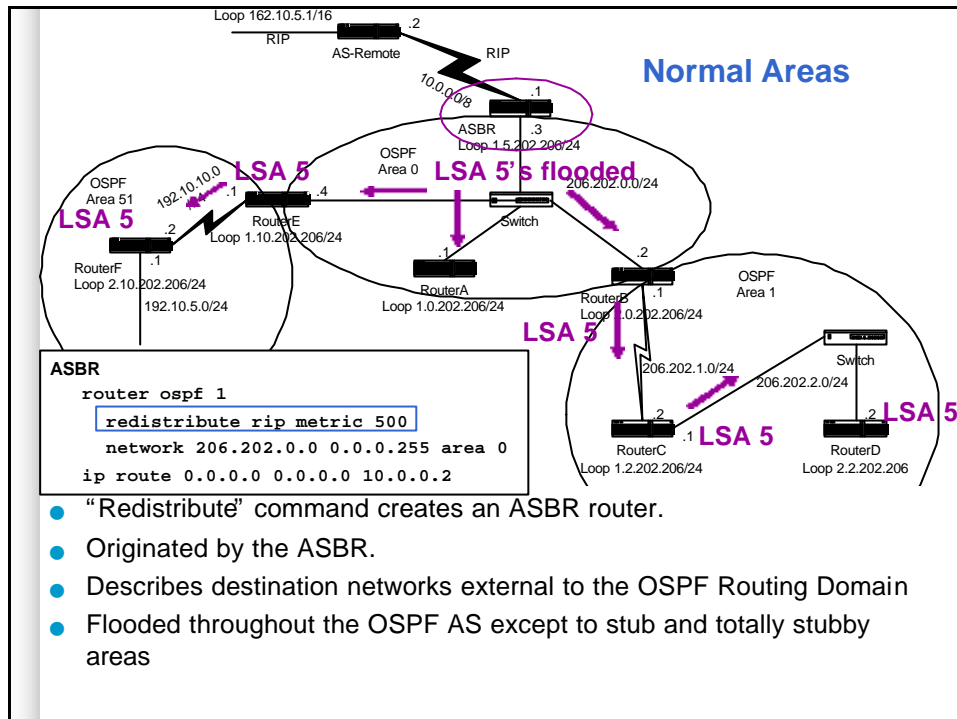 Loop 162.10.5.1/16
RIP
.2
AS-Remote
RIP
Normal Areas
10.0.0.0/8
.1
ASBR
.3
Loop 1.5.202.206/24
OSPF
Area 0
LSA 5's flooded
206.202.0.0/24
OSPF
Area 51
192.10.10.0
LSA 5
.1
.4
LSA 5
RouterE
Loop 1.10.202.206/24
Switch
.2
.1
RouterF
Loop 2.10.202.206/24
192.10.5.0/24
.1
RouterA
Loop 1.0.202.206/24
.2
RouterB
.1
Loop 2.0.202.206/24
OSPF
Area 1
LSA 5
206.202.1.0/24
206.202.2.0/24
Switch
.2
.1
LSA 5
RouterC
Loop 1.2.202.206/24
.2
LSA 5
RouterD
Loop 2.2.202.206
ASBR
router ospf 1
redistribute rip metric 500
network 206.202.0.0 0.0.0.255 area 0
ip route 0.0.0.0 0.0.0.0 10.0.0.2
“Redistribute” command creates an ASBR router.
Originated by the ASBR.
Describes destination networks external to the OSPF Routing Domain
Flooded throughout the OSPF AS except to stub and totally stubby
areas